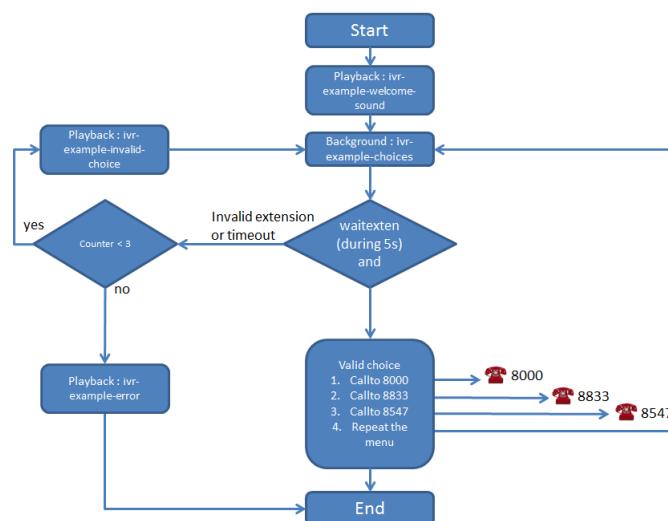 Start
Playback : ivr-
example-welcome-
sound
Playback : ivr-
example-invalid-
choice
Background : ivr-
example-choices
yes
Counter < 3
Invalid extension
or timeout
waitexten
(during 5s)
and
no
Playback : ivr-
example-error
Valid choice
1. Callto 8000
2. Callto 8833
3. Callto 8547
4. Repeat the
menu
8000
8833
8547
End